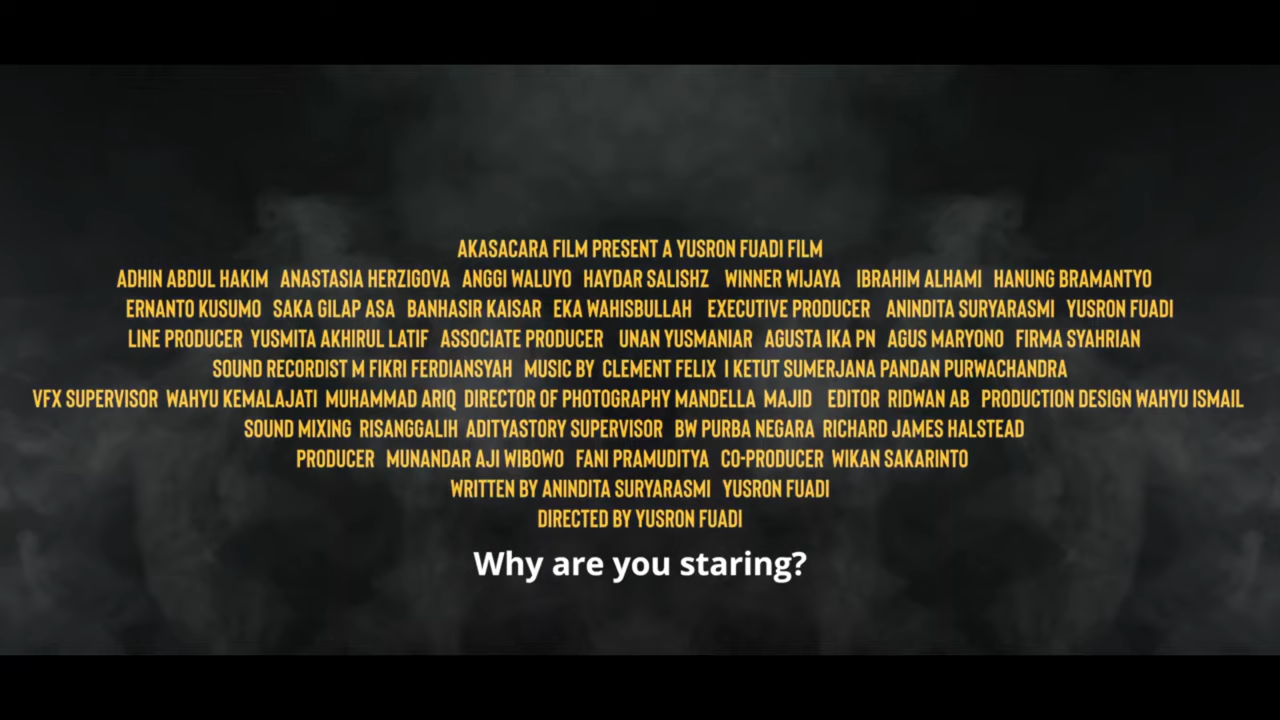 AKASACARA FILM PRESENT A YUSRON FUADI FILM
ADHIN ABDUL HAKIM ANASTASIA HERZIGOVA ANGGI WALUYO HAYDAR SALISHZ WINNER WIJAYA IBRAHIM ALHAMI HANUNG BRAMANTYO
ERNANTO KUSUMO SAKA GILAP ASA BANHASIR KAISAR EKA WAHISBULLAH EXECUTIVE PRODUCER ANINDITA SURYARASMI YUSRON FUADI
LINE PRODUCER YUSMITA AKHIRUL LATIF ASSOCIATE PRODUCER UNAN YUSMANIAR AGUSTA IKA PN AGUS MARYONO FIRMA SYAHRIAN
SOUND RECORDIST M FIKRI FERDIANSYAH MUSIC BY CLEMENT FELIX I KETUT SUMERJANA PANDAN PURWACHANDRA
VFX SUPERVISOR WAHYU KEMALAJATI MUHAMMAD ARIQ DIRECTOR OF PHOTOGRAPHY MANDELLA MAJID EDITOR RIDWAN AB PRODUCTION DESIGN WAHYU ISMAIL
SOUND MIXING RISANGGALIH ADITYASTORY SUPERVISOR BW PURBA NEGARA RICHARD JAMES HALSTEAD
PRODUCER MUNANDAR AJI WIBOWO FANI PRAMUDITYA CO-PRODUCER WIKAN SAKARINTO
WRITTEN BY ANINDITA SURYARASMI YUSRON FUADI
DIRECTED BY YUSRON FUADI
Why are you staring?